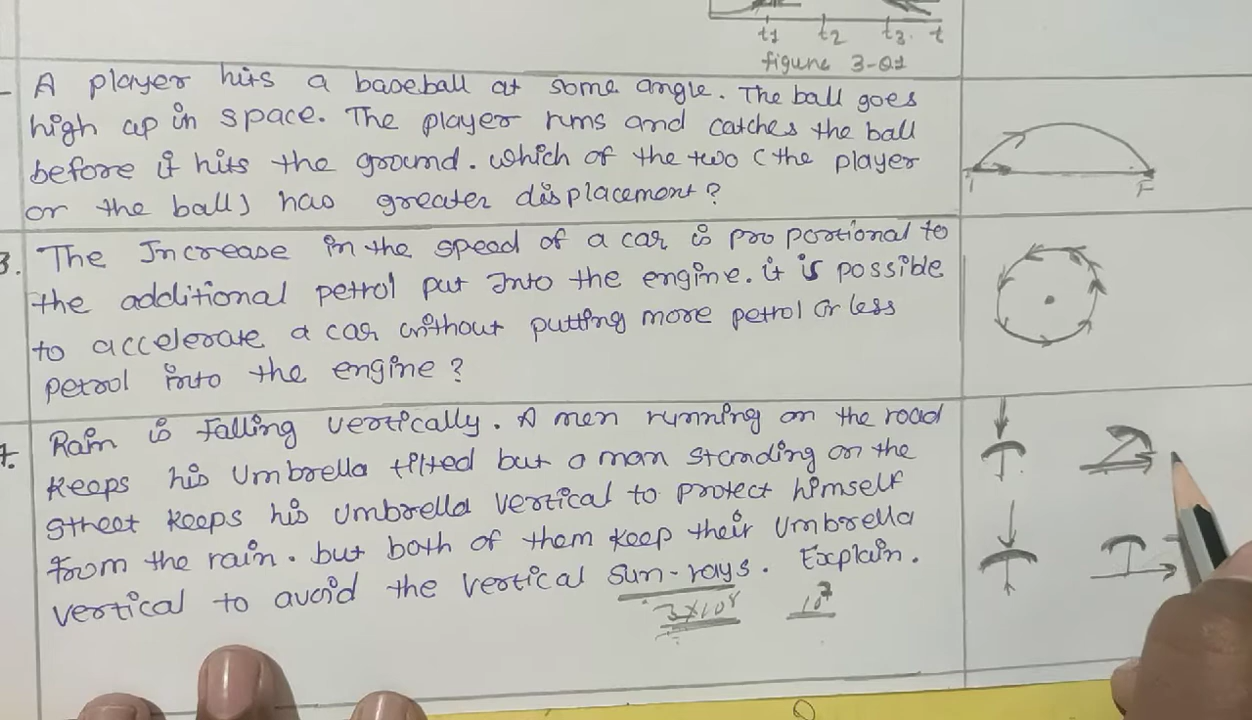 t1 t2 t3. t
figure 3-Q1
A player hits a baseball at some angle. The ball goes
high up in space. The player runs and catches the ball
before it hits the ground. which of the two (the player
or the ball) has greater displacement?
3. The Increase in the speed of a car is proportional to
the additional petrol put Into the engine. it is possible
to accelerate a car without putting more petrol or less
petrol into the engine?
Rain is falling vertically. A men running on the road
keeps his Umbrella tilted but a man standing on the
street keeps his umbrella vertical to protect himself
from the rain. but both of them keep their Umbrella
vertical to avoid the vertical sun-rays. Explain.
3×10⁸